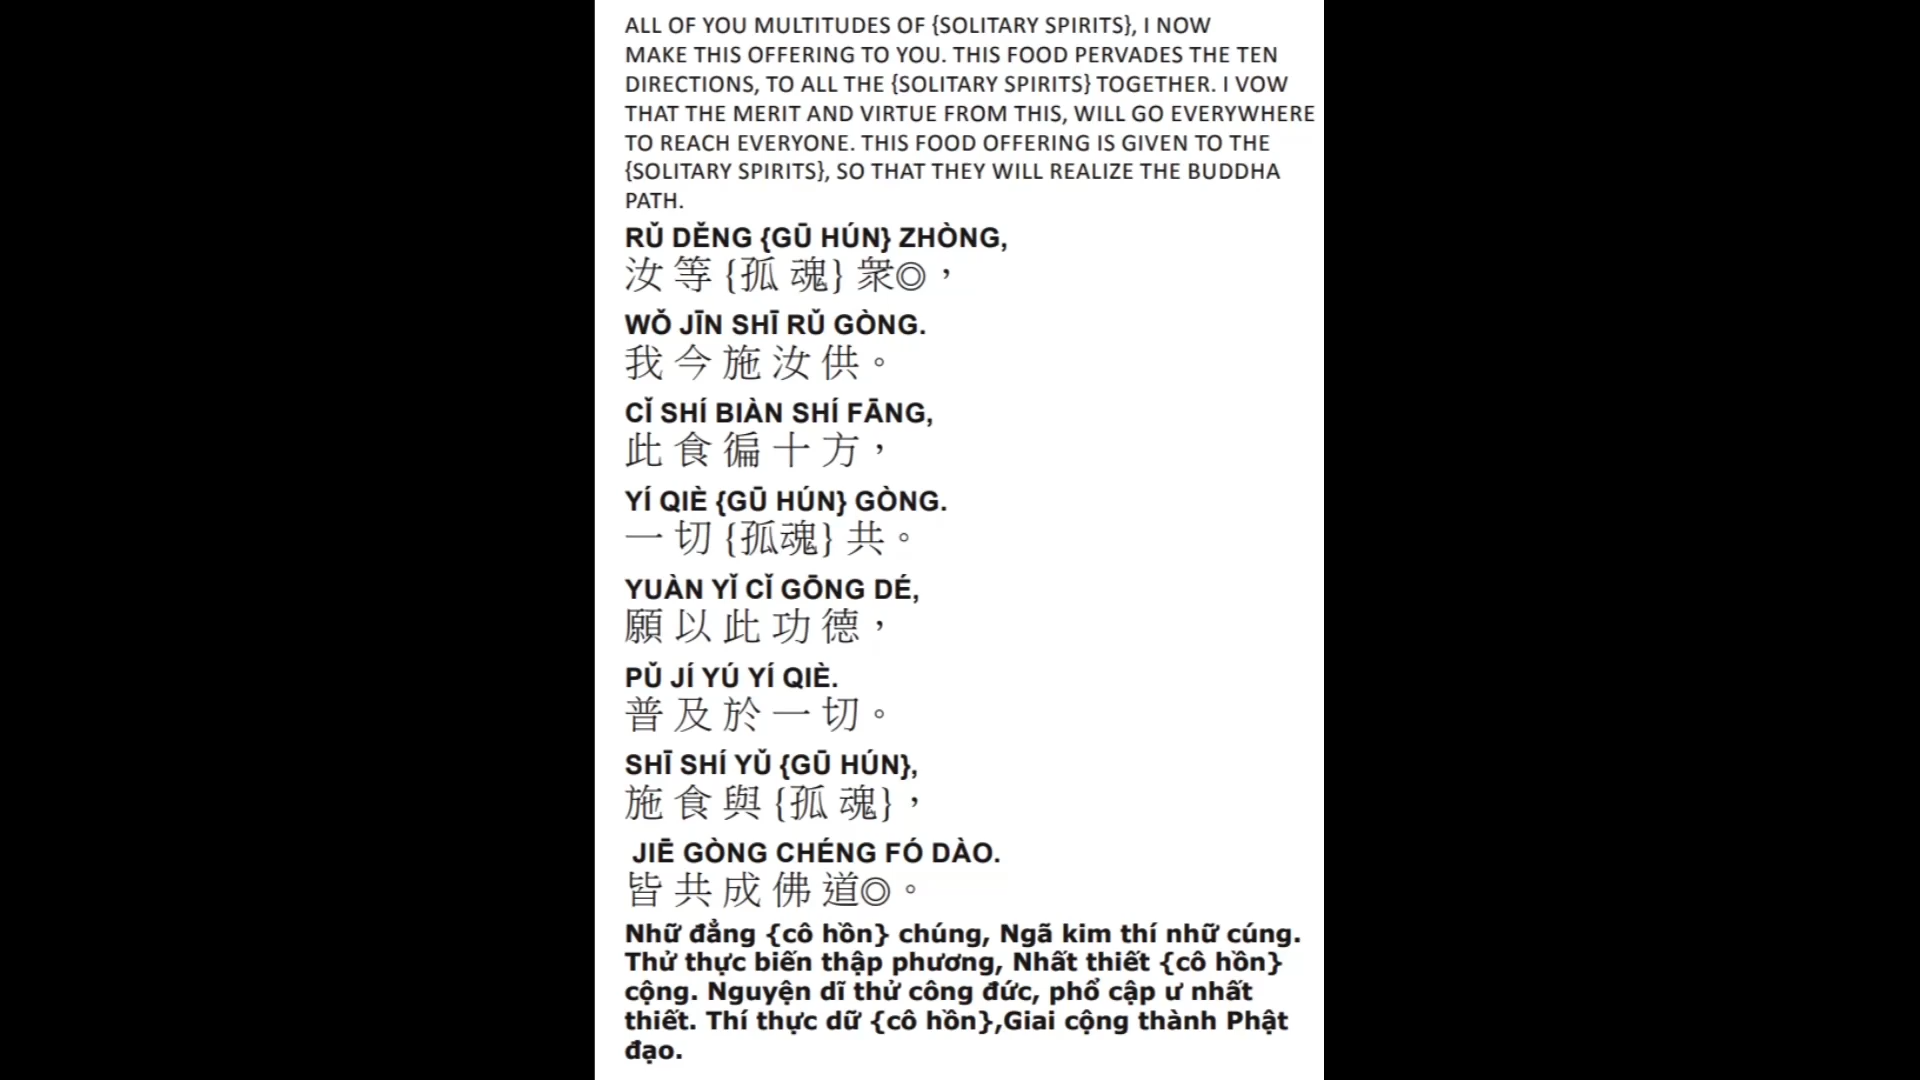 ALL OF YOU MULTITUDES OF {SOLITARY SPIRITS}, I NOW
MAKE THIS OFFERING TO YOU. THIS FOOD PERVADES THE TEN
DIRECTIONS, TO ALL THE {SOLITARY SPIRITS} TOGETHER. I VOW
THAT THE MERIT AND VIRTUE FROM THIS, WILL GO EVERYWHERE
TO REACH EVERYONE. THIS FOOD OFFERING IS GIVEN TO THE
{SOLITARY SPIRITS}, SO THAT THEY WILL REALIZE THE BUDDHA
PATH.
RǓ DĚNG {GŪ HÚN} ZHÒNG,
汝 等 {孤 魂} 衆◎，
WǑ JĪN SHĪ RǓ GÒNG.
我 今 施 汝 供。
CǏ SHÍ BIÀN SHÍ FĀNG,
此 食 徧 十 方，
YÍ QIÈ {GŪ HÚN} GÒNG.
一 切 {孤魂} 共。
YUÀN YǏ CǏ GŌNG DÉ,
願 以 此 功 德，
PǓ JÍ YÚ YÍ QIÈ.
普 及 於 一 切。
SHĪ SHÍ YǓ {GŪ HÚN},
施 食 與 {孤 魂}，
JIĒ GÒNG CHÉNG FÓ DÀO.
皆 共 成 佛 道◎。
Nhữ đẳng {cô hồn} chúng, Ngã kim thí nhữ cúng.
Thử thực biến thập phương, Nhất thiết {cô hồn}
cộng. Nguyện dĩ thử công đức, phổ cập ư nhất
thiết. Thí thực dữ {cô hồn},Giai cộng thành Phật
đạo.